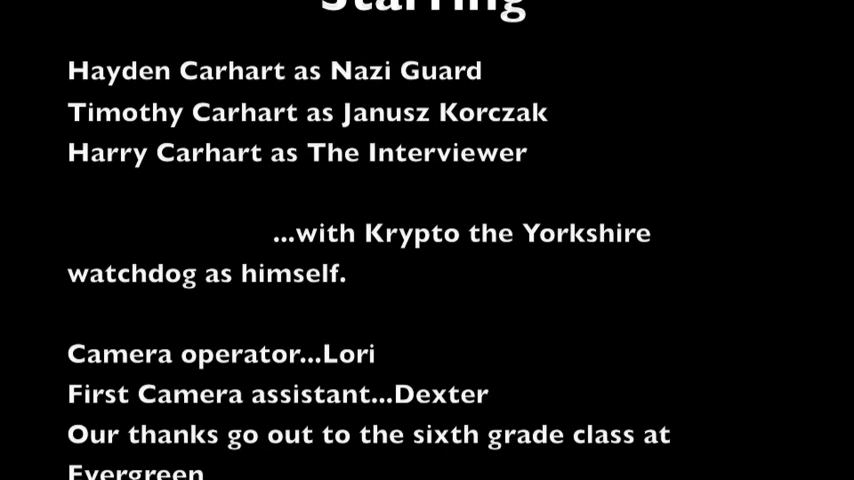 Starring
Hayden Carhart as Nazi Guard
Timothy Carhart as Janusz Korczak
Harry Carhart as The Interviewer
...with Krypto the Yorkshire
watchdog as himself.
Camera operator...Lori
First Camera assistant...Dexter
Our thanks go out to the sixth grade class at
Evergreen